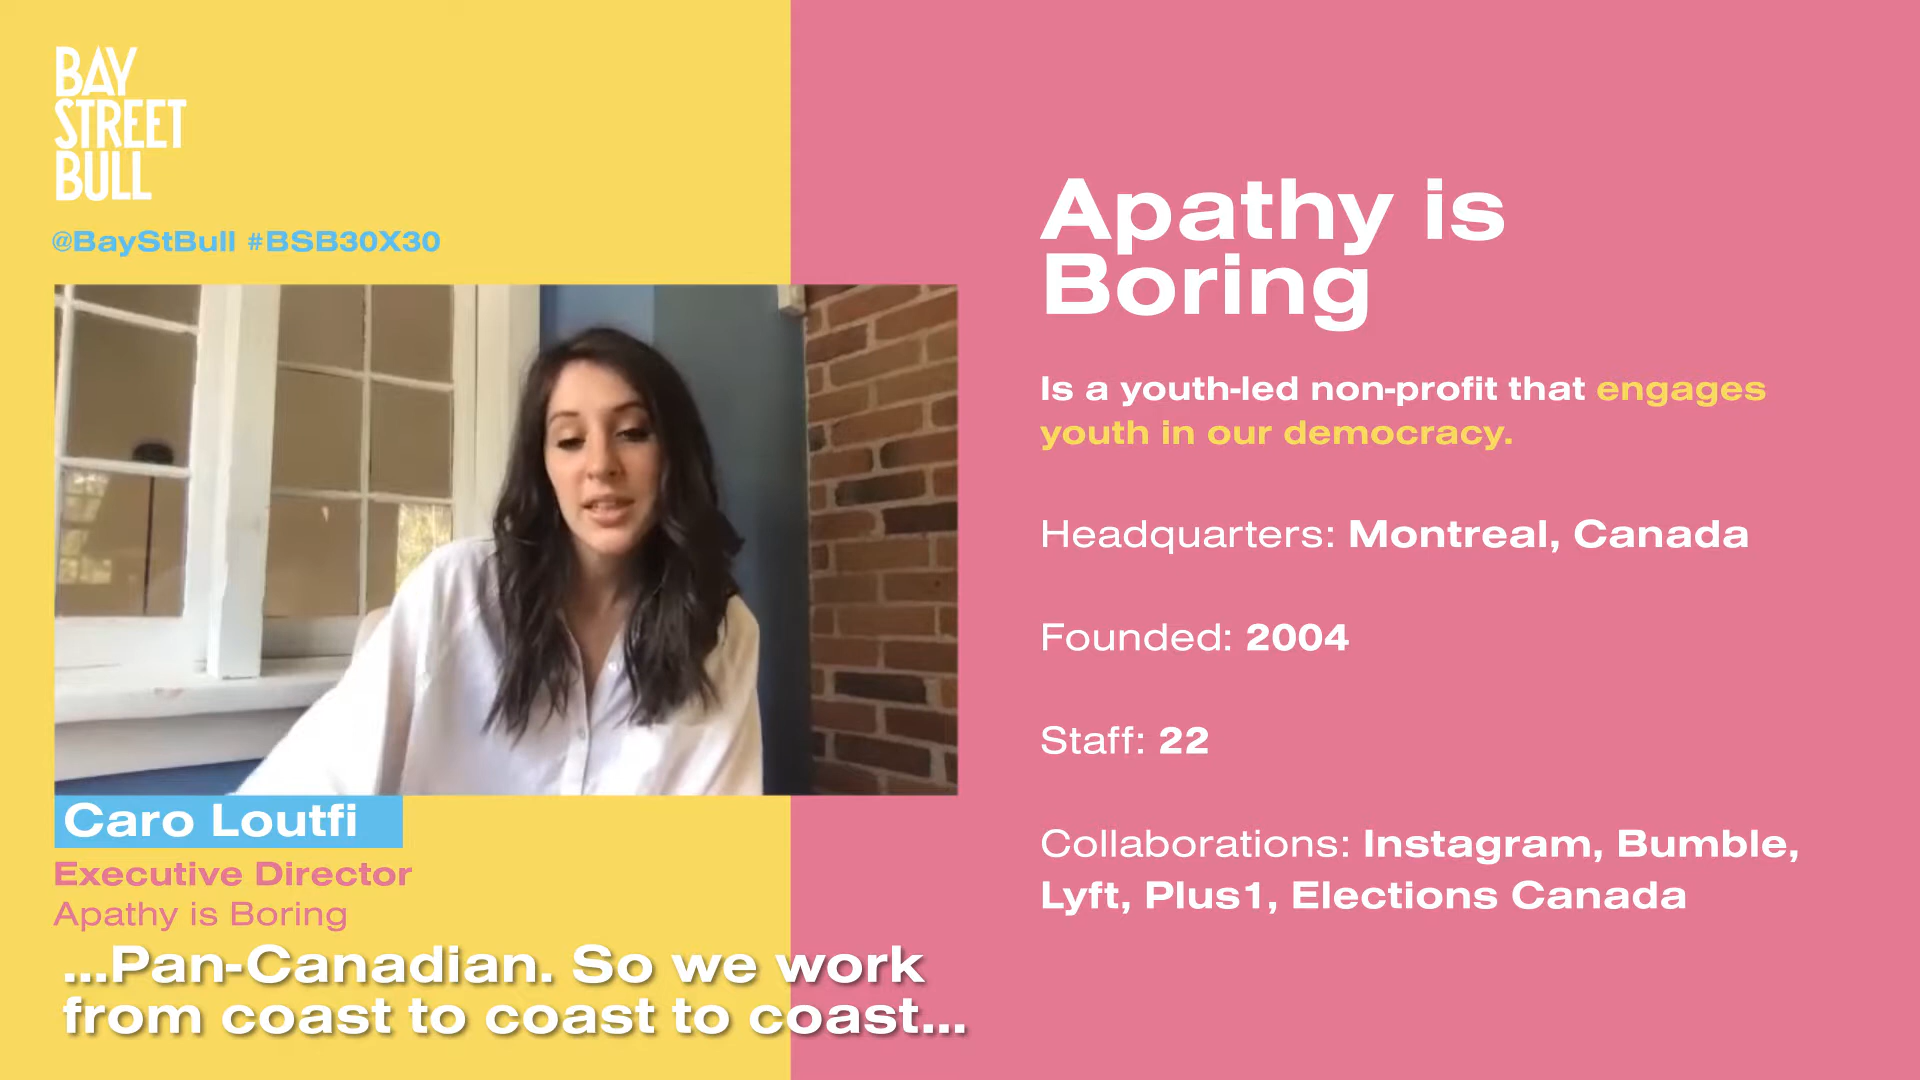 BAY
STREET
BULL
@BayStBull #BSB30X30
Caro Loutfi
Executive Director
Apathy is Boring
...Pan-Canadian. So we work
from coast to coast to coast...
Apathy is
Boring
Is a youth-led non-profit that engages
youth in our democracy.
Headquarters: Montreal, Canada
Founded: 2004
Staff: 22
Collaborations: Instagram, Bumble,
Lyft, Plus1, Elections Canada